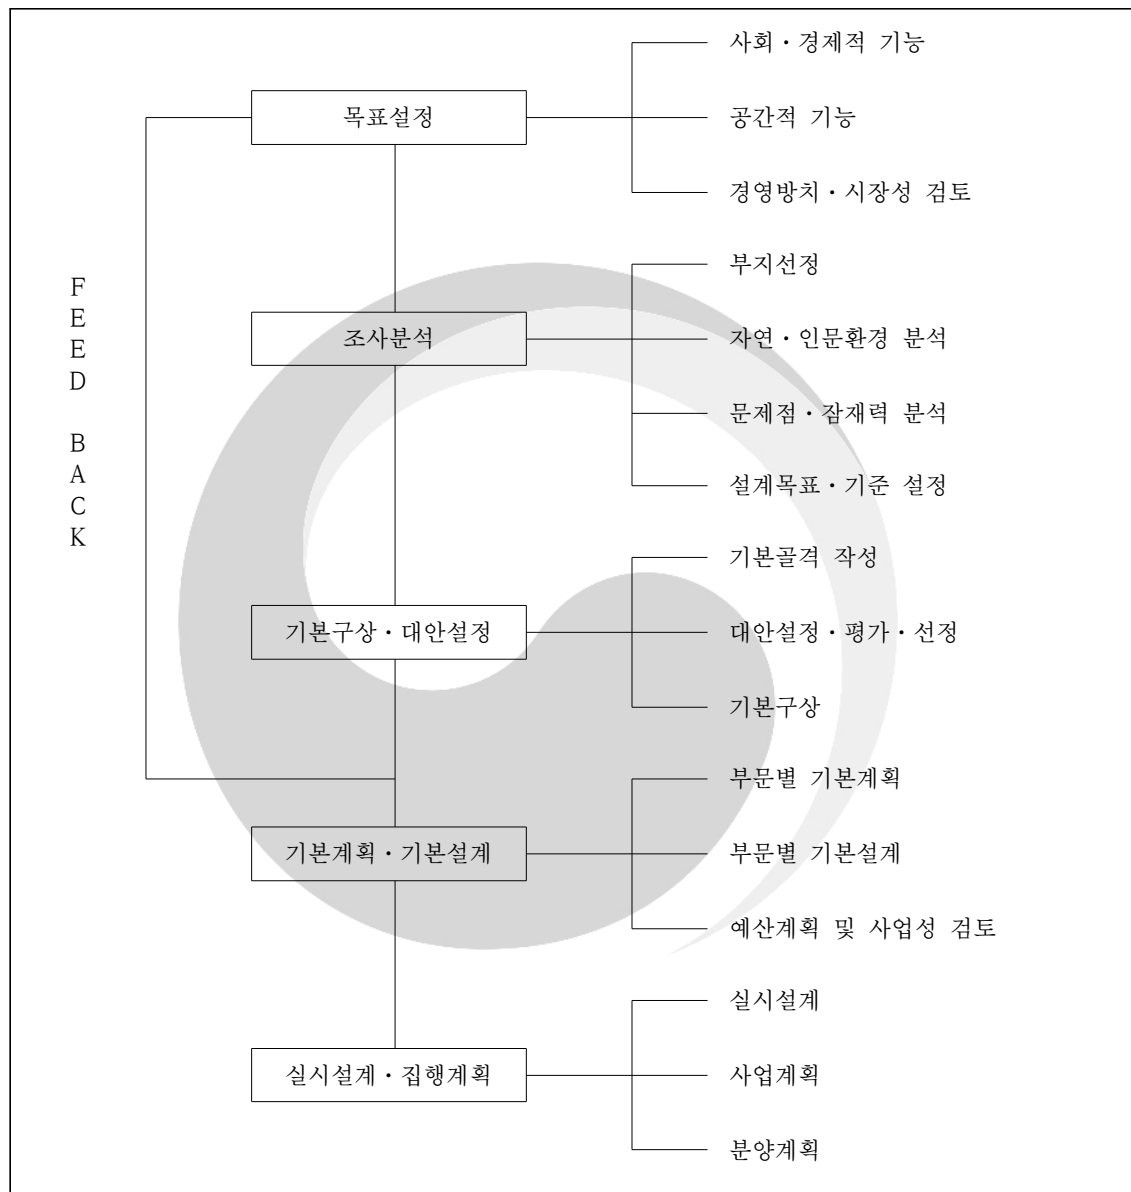 사회·경제적 기능
목표설정
공간적 기능
경영방치·시장성 검토
FEED BACK
부지선정
조사분석
자연·인문환경 분석
문제점·잠재력 분석
설계목표·기준 설정
기본골격 작성
기본구상·대안설정
대안설정·평가·선정
기본구상
부문별 기본계획
기본계획·기본설계
부문별 기본설계
예산계획 및 사업성 검토
실시설계
실시설계·집행계획
사업계획
분양계획